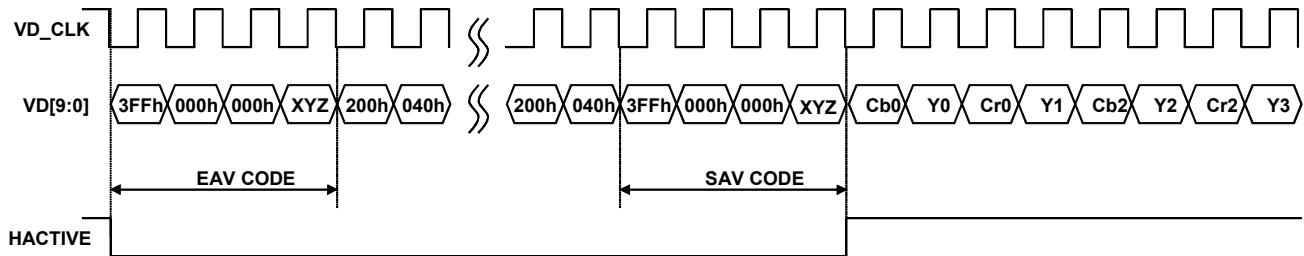 VD_CLK
VD[9:0] 3FFh 000h 000h XYZ 200h 040h 200h 040h 3FFh 000h 000h XYZ Cb0 Y0 Cr0 Y1 Cb2 Y2 Cr2 Y3
EAV CODE SAV CODE
HACTIVE